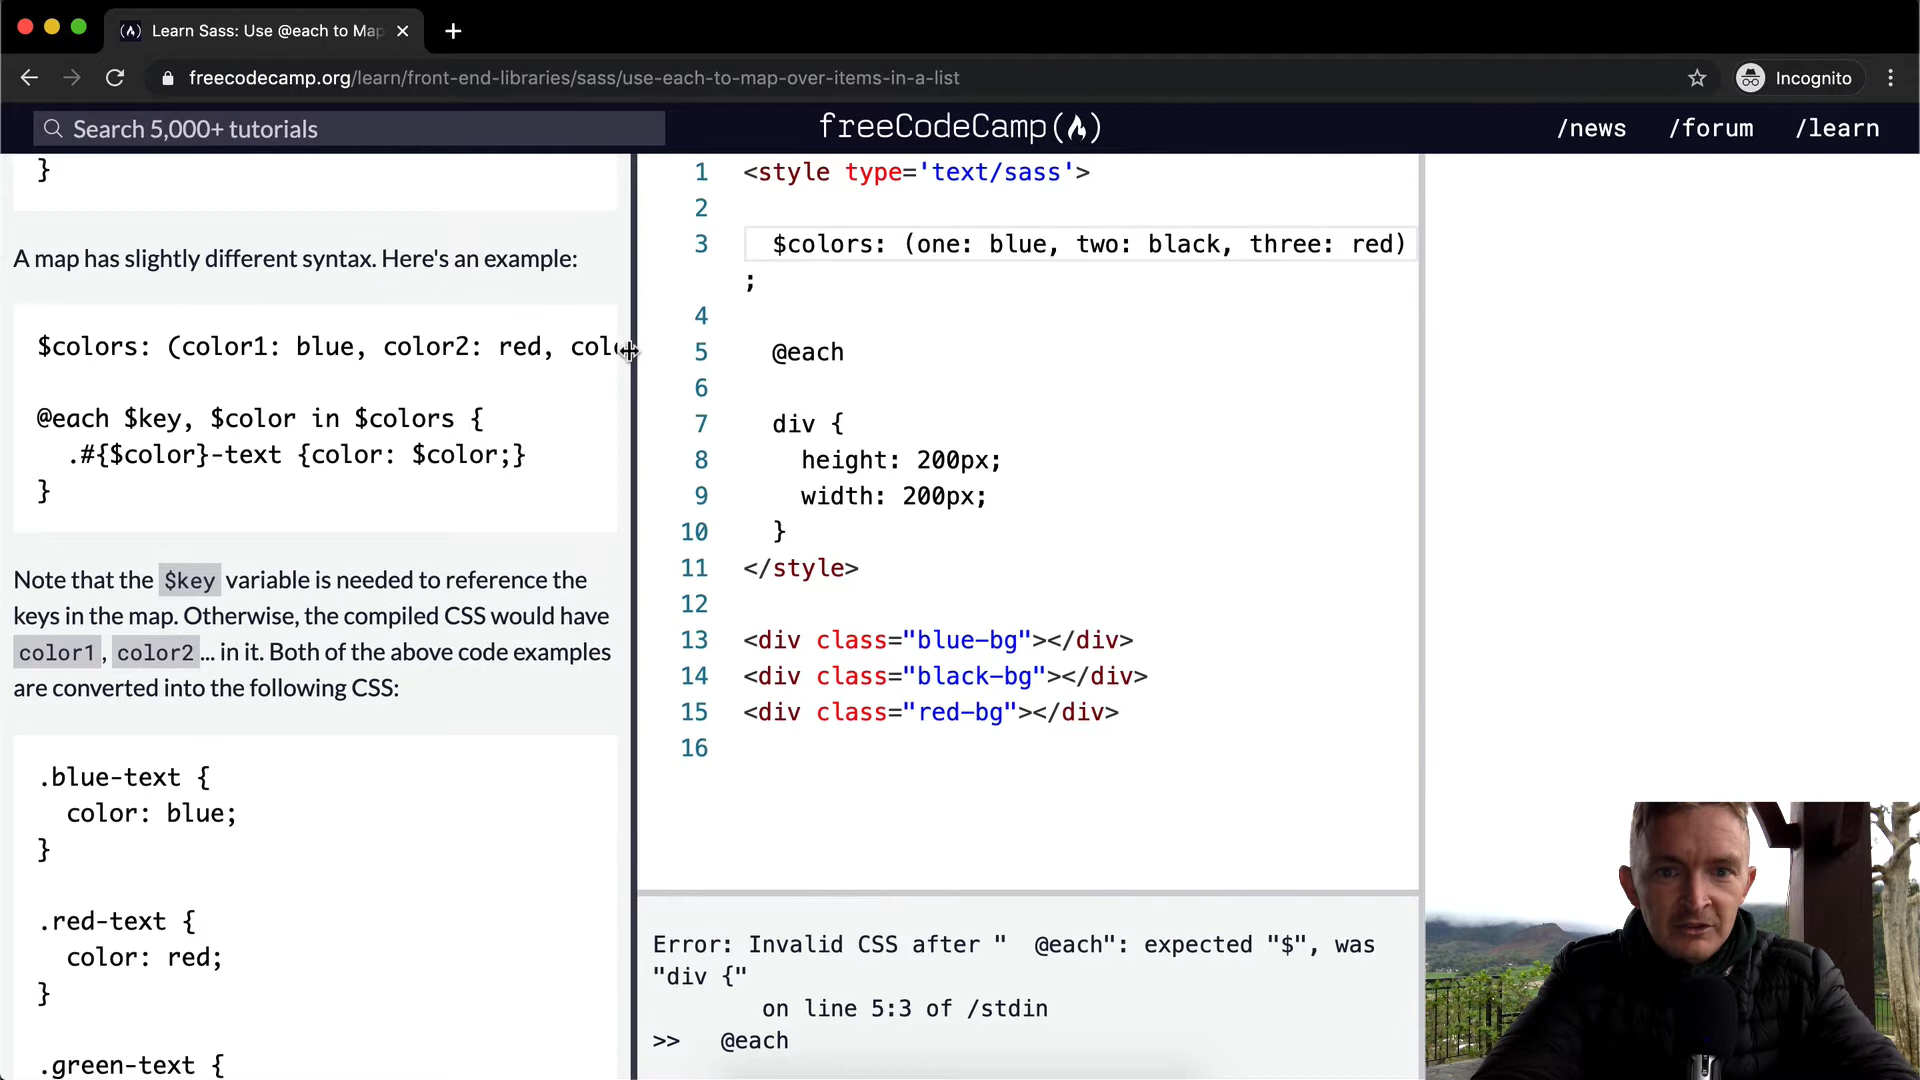 Learn Sass: Use @each to Map
freecodecamp.org/learn/front-end-libraries/sass/use-each-to-map-over-items-in-a-list
Incognito
Search 5,000+ tutorials
freeCodeCamp
/news
/forum
/learn
}
A map has slightly different syntax. Here's an example:
$colors: (color1: blue, color2: red, col
@each $key, $color in $colors {
.#{$color}-text {color: $color;}
}
Note that the $key variable is needed to reference the
keys in the map. Otherwise, the compiled CSS would have
color1, color2... in it. Both of the above code examples
are converted into the following CSS:
.blue-text {
color: blue;
}
.red-text {
color: red;
}
.green-text {
1 <style type='text/sass'>
2
3 $colors: (one: blue, two: black, three: red)
;
4
5 @each
6
7 div {
8 height: 200px;
9 width: 200px;
10 }
11 </style>
12
13 <div class="blue-bg"></div>
14 <div class="black-bg"></div>
15 <div class="red-bg"></div>
16
Error: Invalid CSS after "  @each": expected "$", was
"div {"
on line 5:3 of /stdin
>>   @each